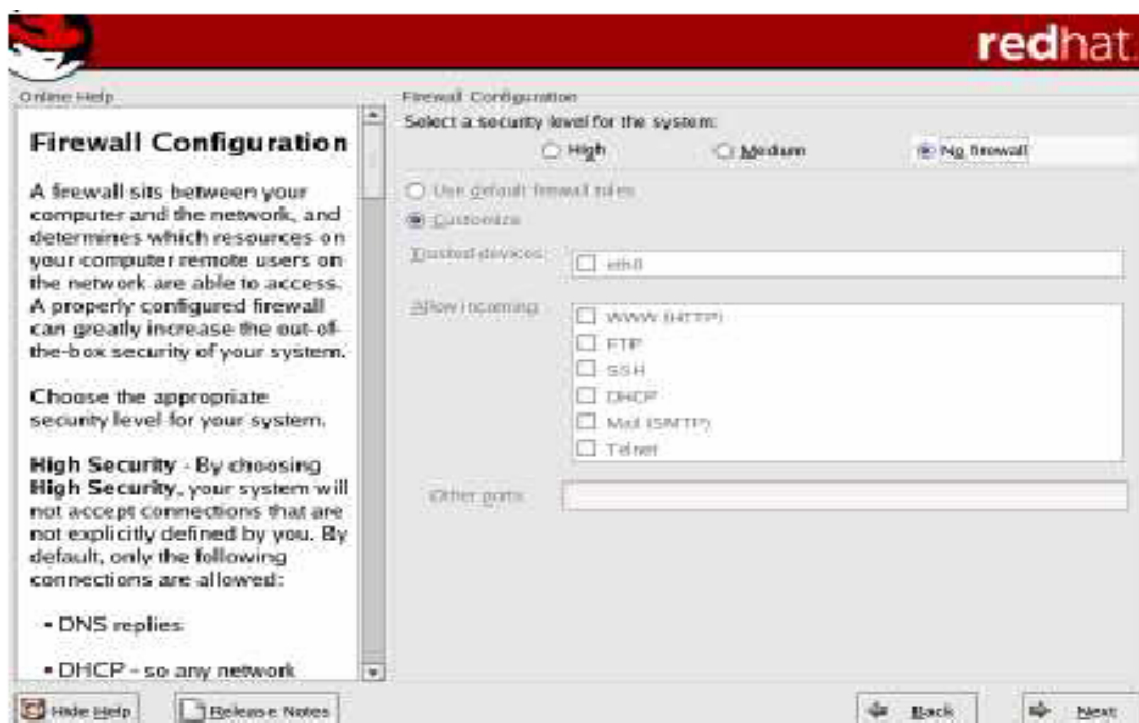 redhat.
Online Help
Firewall Configuration
A firewall sits between your
computer and the network, and
determines which resources on
your computer remote users on
the network are able to access.
A properly configured firewall
can greatly increase the out-of-
the-box security of your system.
Choose the appropriate
security level for your system.
High Security - By choosing
High Security, your system will
not accept connections that are
not explicitly defined by you. By
default, only the following
connections are allowed:
• DNS replies
• DHCP - so any network
Firewall Configuration
Select a security level for the system:
High
Medium
No firewall
Use default firewall rules
Customize
Trusted devices:
eth0
Allow incoming:
WWW (HTTP)
FTP
SSH
DHCP
Mail (SMTP)
Telnet
Other ports:
Hide Help
Release Notes
Back
Next